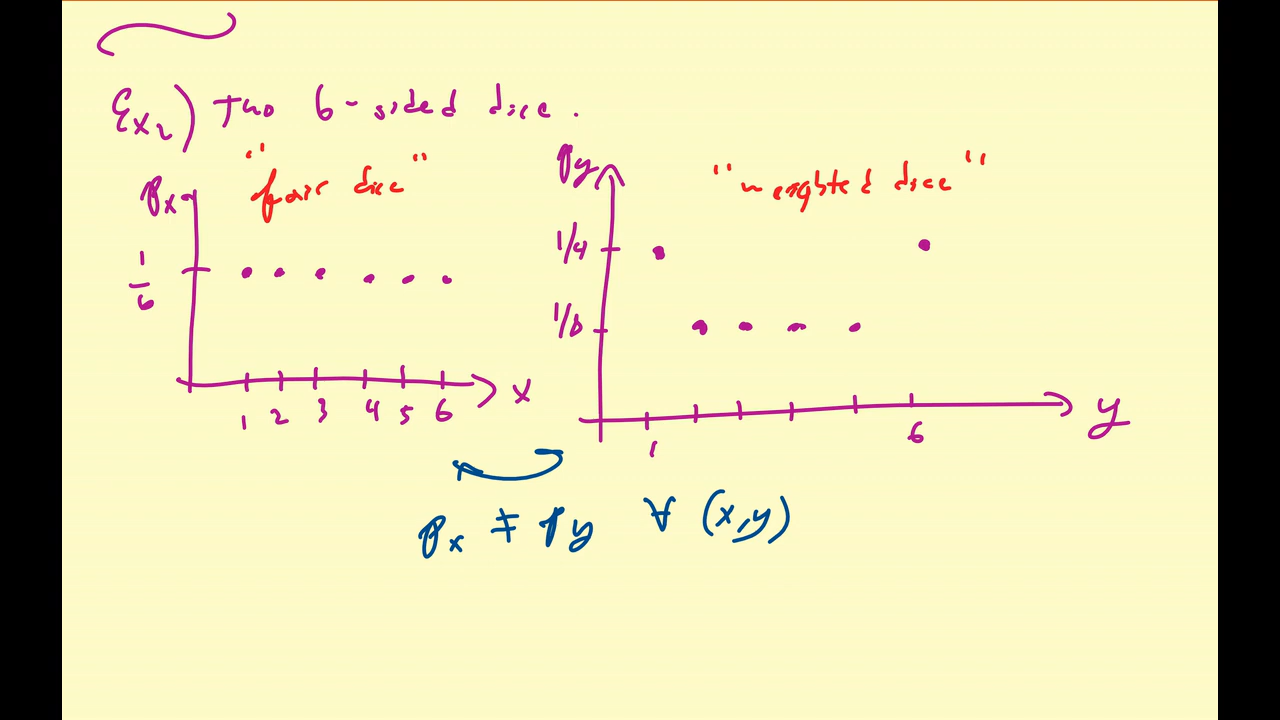 Ex2) Two 6-sided dice.
"fair dice"
Px
1/6
1 2 3 4 5 6 x
"weighted dice"
Py
1/4
1/8
1 6 y
Px ≠ Py ∀ (x,y)